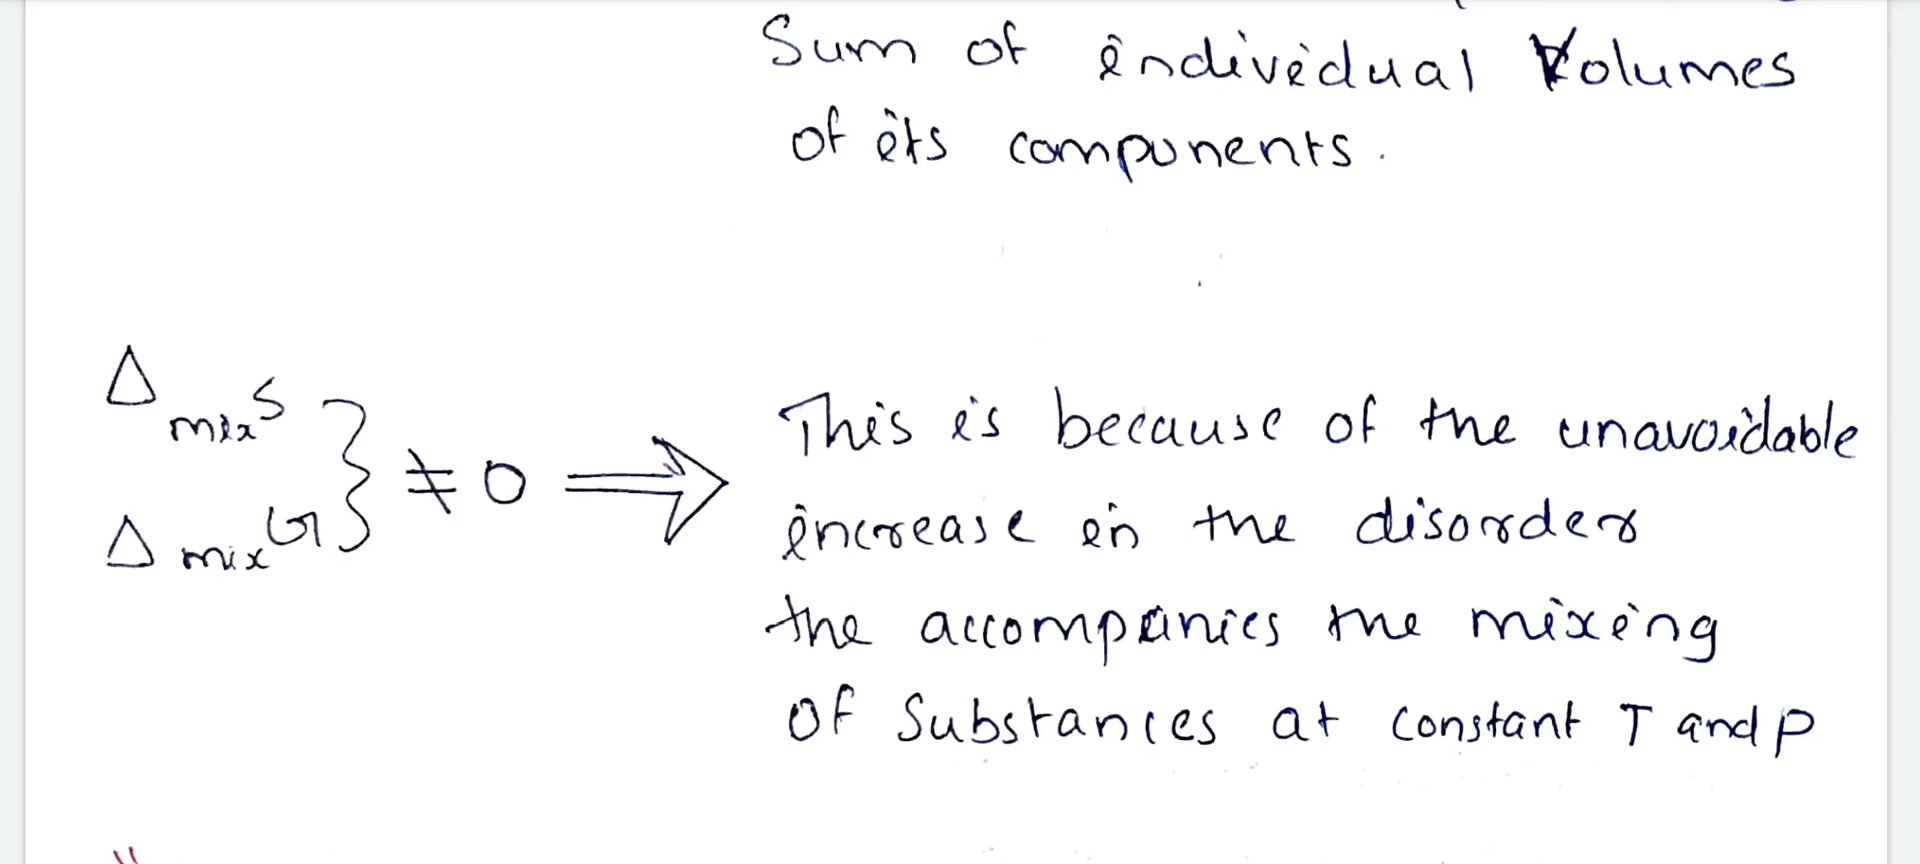 Sum of individual Volumes
of its components.
Δmix S
Δmix G } ≠ 0 ⟹
This is because of the unavoidable
increase in the disorder
the accompanies the mixing
of Substances at constant T and P